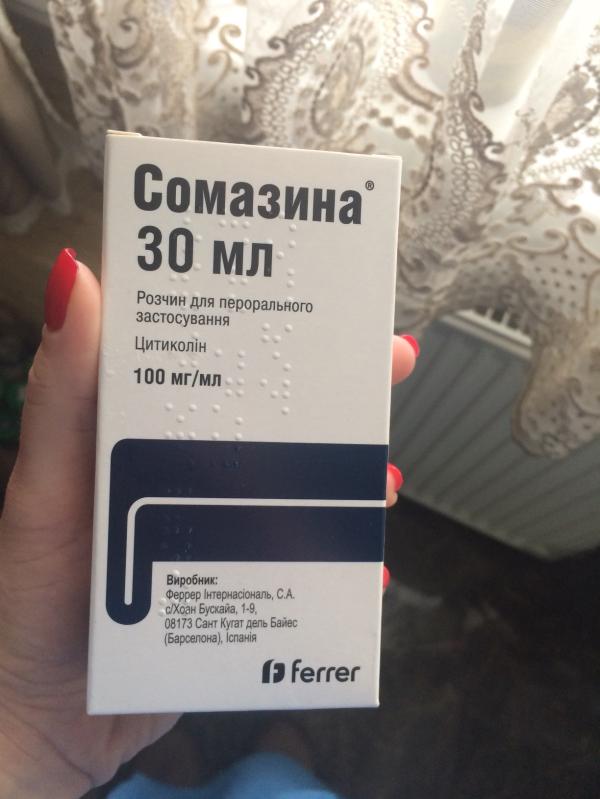 Сомазина®
30 мл
Розчин для перорального
застосування
Цитиколін
100 мг/мл
Виробник:
Феррер Інтернасіональ, С.А.
с/Хоан Бускайа, 1-9,
08173 Сант Кугат дель Байес
(Барселона), Іспанія
ferrer